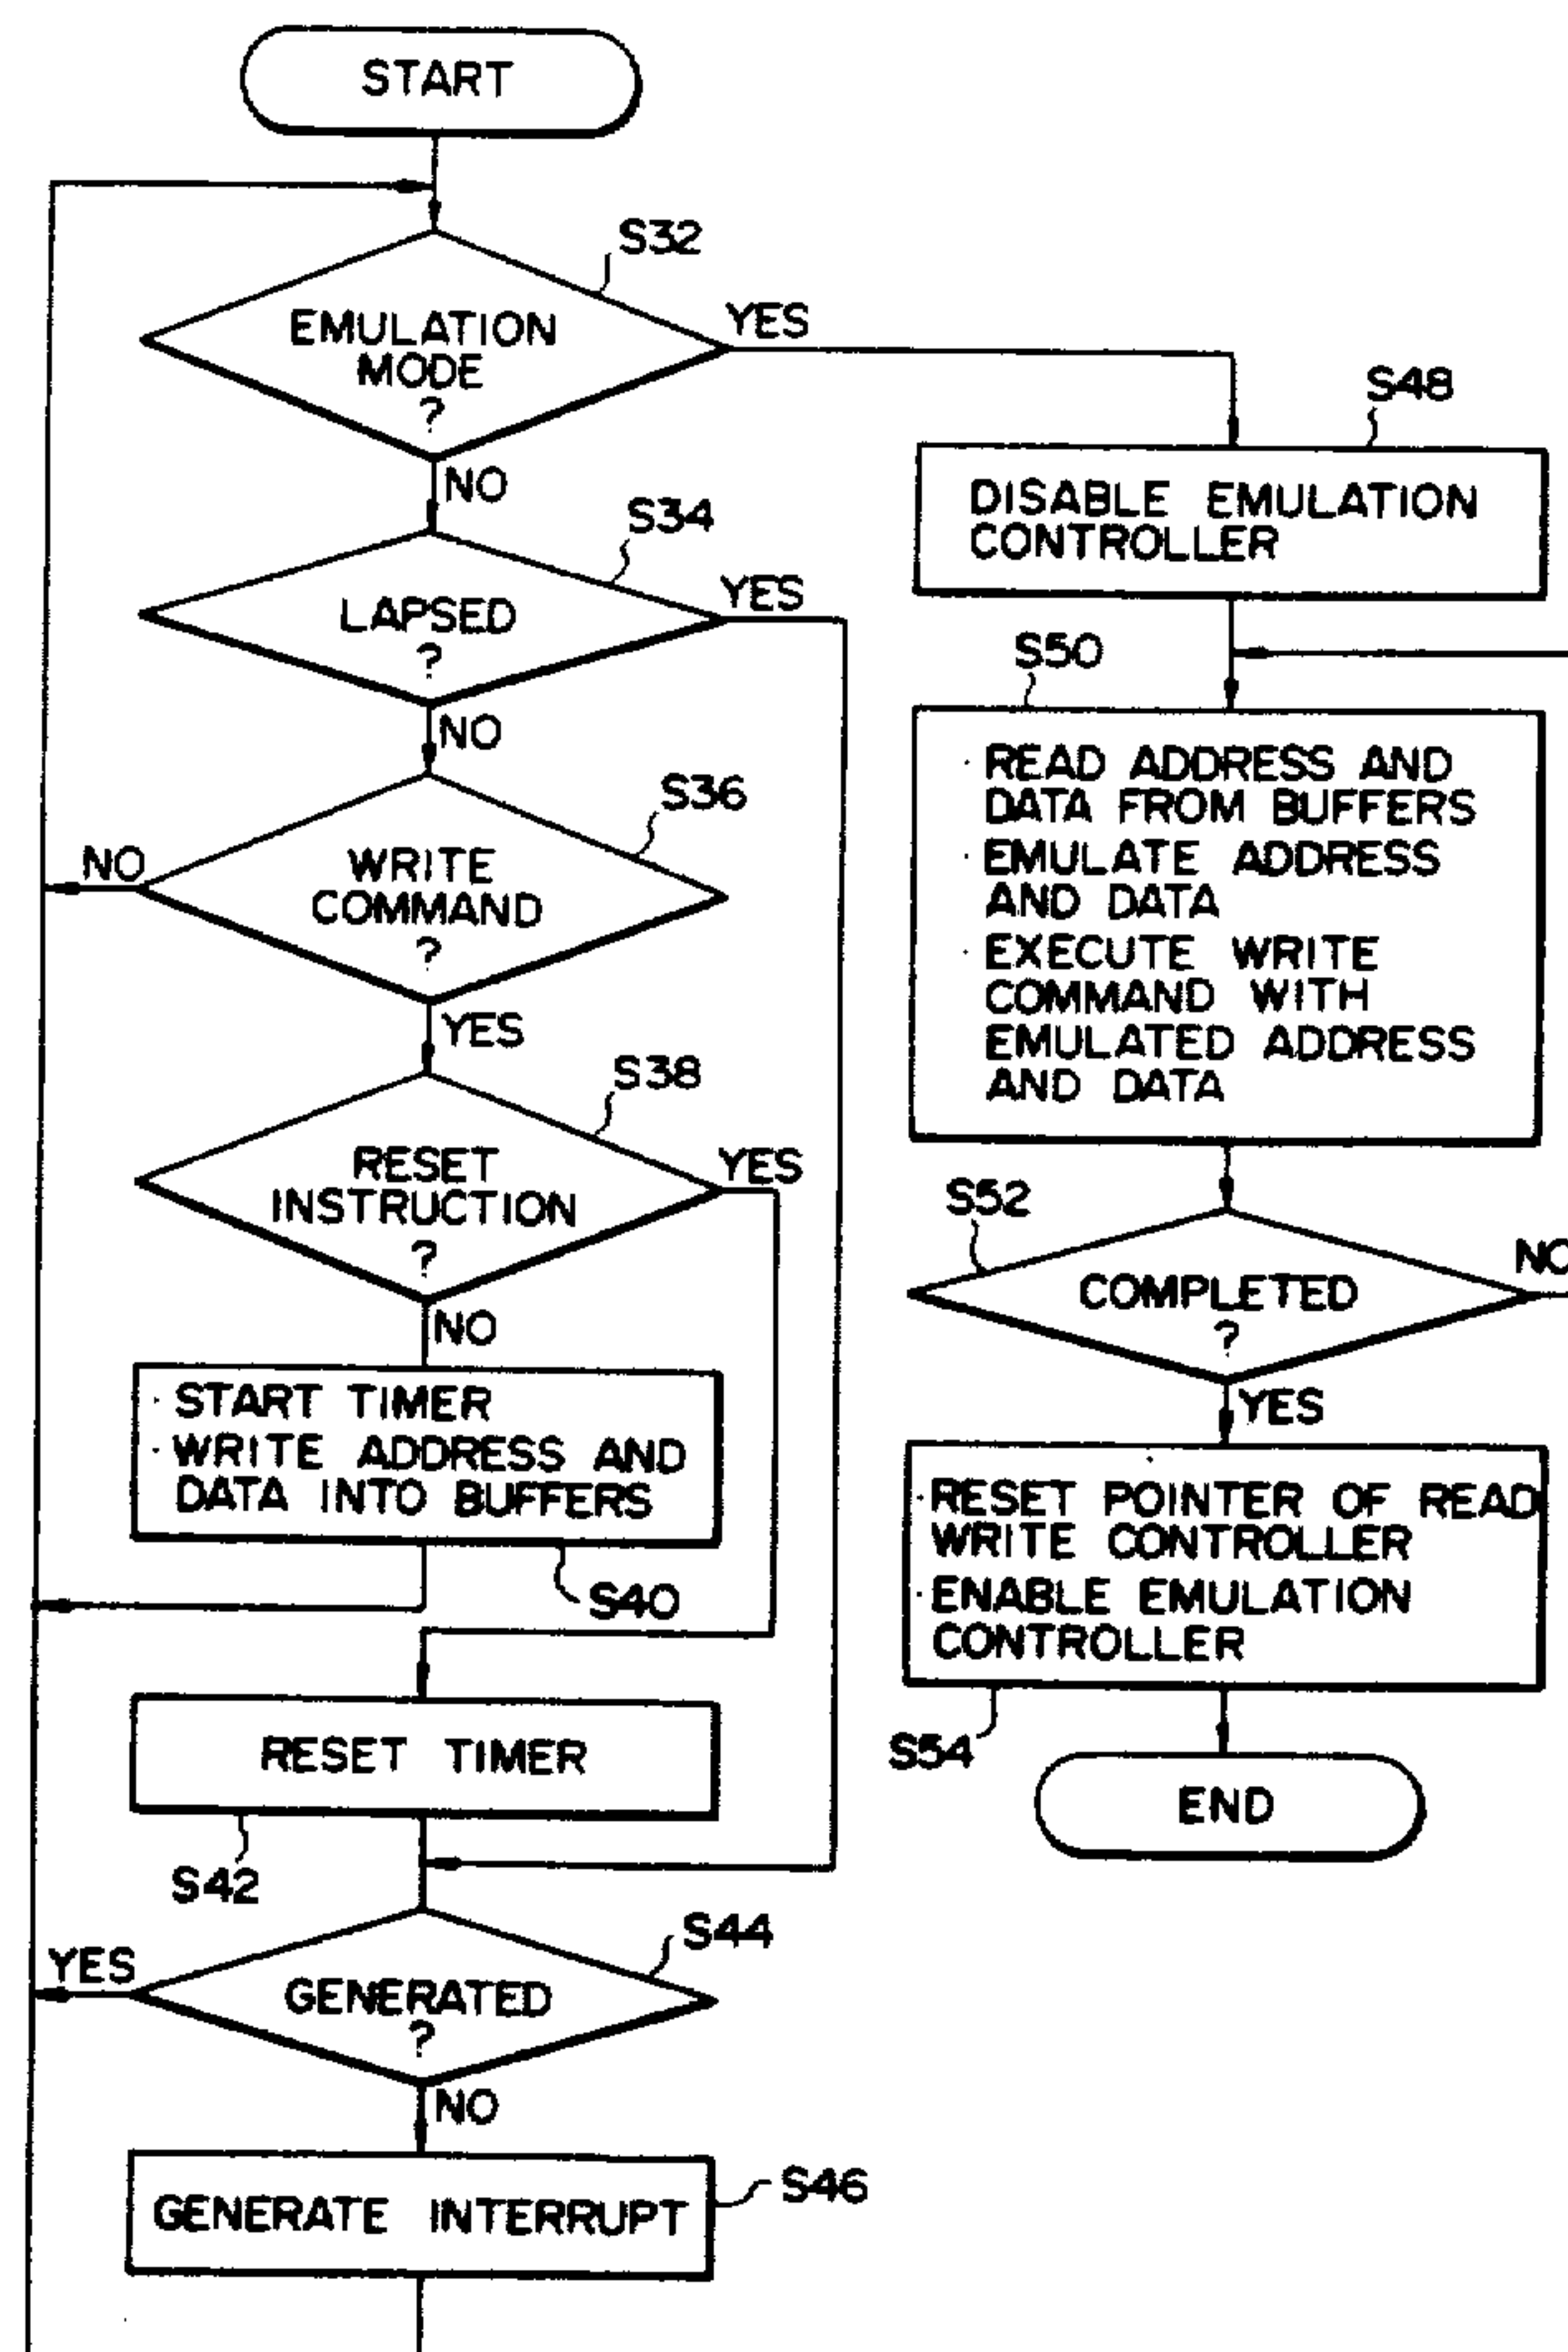 START
S32
EMULATION
MODE
?
YES
NO
S34
LAPSED
?
YES
NO
S36
WRITE
COMMAND
?
NO
YES
S38
RESET
INSTRUCTION
?
YES
NO
· START TIMER
· WRITE ADDRESS AND
DATA INTO BUFFERS
S40
RESET TIMER
S42
S44
GENERATED
?
YES
NO
GENERATE INTERRUPT
S46
S48
DISABLE EMULATION
CONTROLLER
S50
· READ ADDRESS AND
DATA FROM BUFFERS
· EMULATE ADDRESS
AND DATA
· EXECUTE WRITE
COMMAND WITH
EMULATED ADDRESS
AND DATA
S52
COMPLETED
?
NO
YES
· RESET POINTER OF READ
WRITE CONTROLLER
· ENABLE EMULATION
CONTROLLER
S54
END